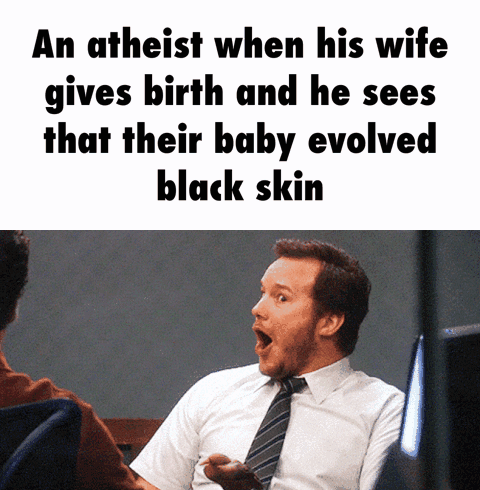 An atheist when his wife
gives birth and he sees
that their baby evolved
black skin